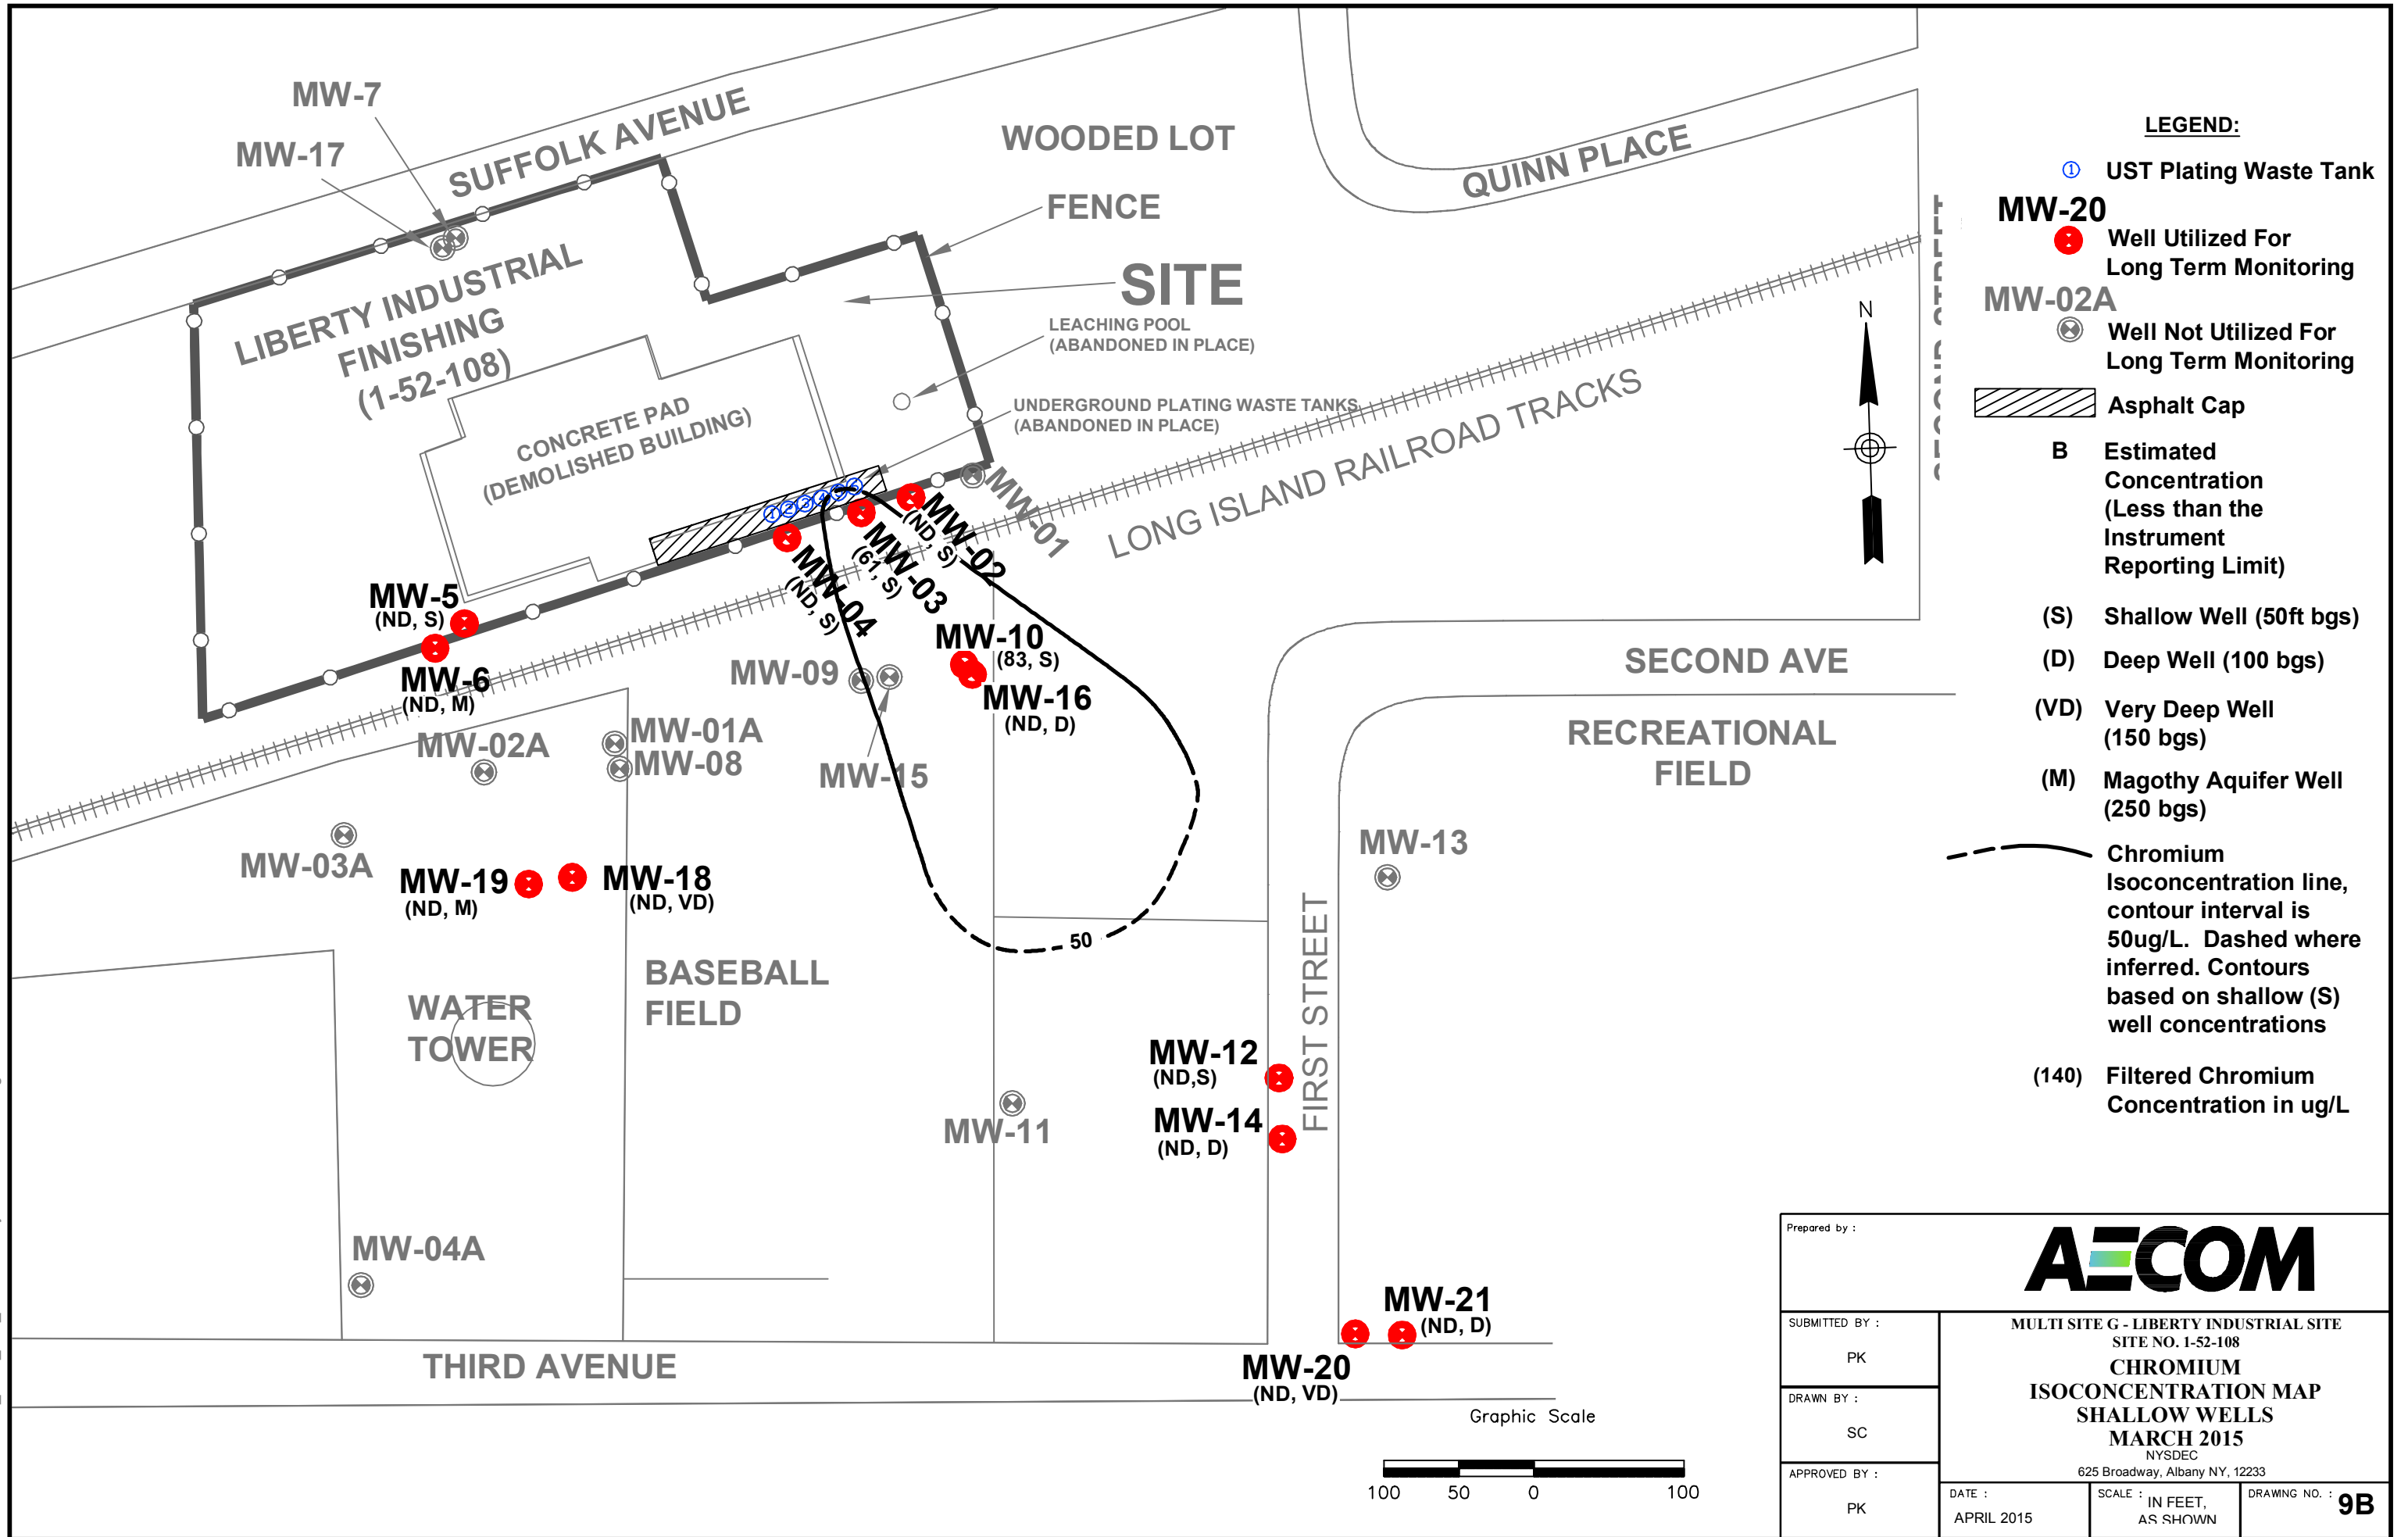 MW-7
MW-17
SUFFOLK AVENUE
WOODED LOT
QUINN PLACE
FENCE
SITE
LIBERTY INDUSTRIAL
FINISHING
(1-52-108)
LEACHING POOL
(ABANDONED IN PLACE)
UNDERGROUND PLATING WASTE TANKS
(ABANDONED IN PLACE)
CONCRETE PAD
(DEMOLISHED BUILDING)
LONG ISLAND RAILROAD TRACKS
N
1 2 3 4 5 6
MW-01
MW-02
(ND, S)
MW-03
(61, S)
MW-04
(ND, S)
MW-5
(ND, S)
MW-6
(ND, M)
MW-10
(83, S)
MW-16
(ND, D)
MW-09
MW-15
MW-01A
MW-08
MW-02A
MW-03A
MW-19
(ND, M)
MW-18
(ND, VD)
SECOND AVE
RECREATIONAL
FIELD
MW-13
50
BASEBALL
FIELD
WATER
TOWER
FIRST STREET
MW-12
(ND,S)
MW-14
(ND, D)
MW-11
MW-04A
MW-21
(ND, D)
MW-20
(ND, VD)
THIRD AVENUE
Graphic Scale
100 50 0 100
LEGEND:
1 UST Plating Waste Tank
MW-20
Well Utilized For
Long Term Monitoring
MW-02A
Well Not Utilized For
Long Term Monitoring
Asphalt Cap
B Estimated
Concentration
(Less than the
Instrument
Reporting Limit)
(S) Shallow Well (50ft bgs)
(D) Deep Well (100 bgs)
(VD) Very Deep Well
(150 bgs)
(M) Magothy Aquifer Well
(250 bgs)
Chromium
Isoconcentration line,
contour interval is
50ug/L. Dashed where
inferred. Contours
based on shallow (S)
well concentrations
(140) Filtered Chromium
Concentration in ug/L
Prepared by :
AECOM
SUBMITTED BY :
PK
DRAWN BY :
SC
APPROVED BY :
PK
MULTI SITE G - LIBERTY INDUSTRIAL SITE
SITE NO. 1-52-108
CHROMIUM
ISOCONCENTRATION MAP
SHALLOW WELLS
MARCH 2015
NYSDEC
625 Broadway, Albany NY, 12233
DATE :
APRIL 2015
SCALE : IN FEET,
AS SHOWN
DRAWING NO. : 9B